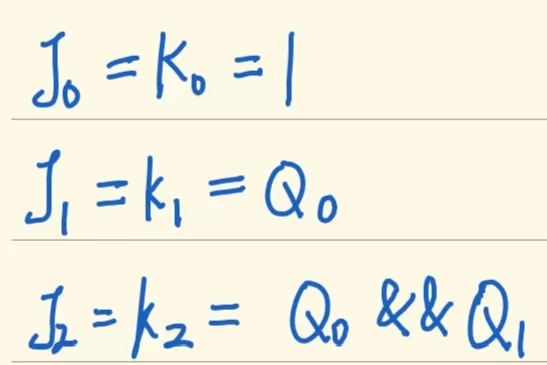 J₀ = K₀ = 1
J₁ = k₁ = Q₀
J₂ = k₂ = Q₀ && Q₁